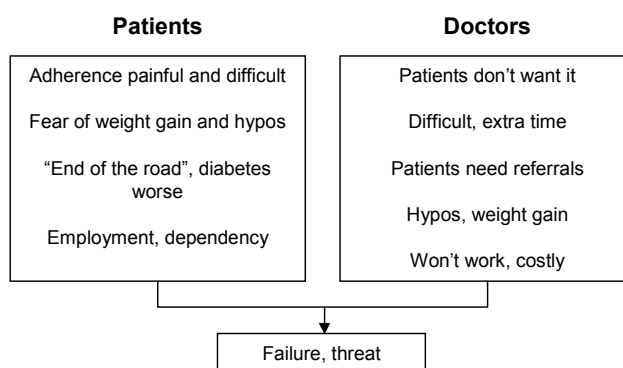 Patients
Adherence painful and difficult
Fear of weight gain and hypos
“End of the road”, diabetes
worse
Employment, dependency
Doctors
Patients don’t want it
Difficult, extra time
Patients need referrals
Hypos, weight gain
Won’t work, costly
Failure, threat